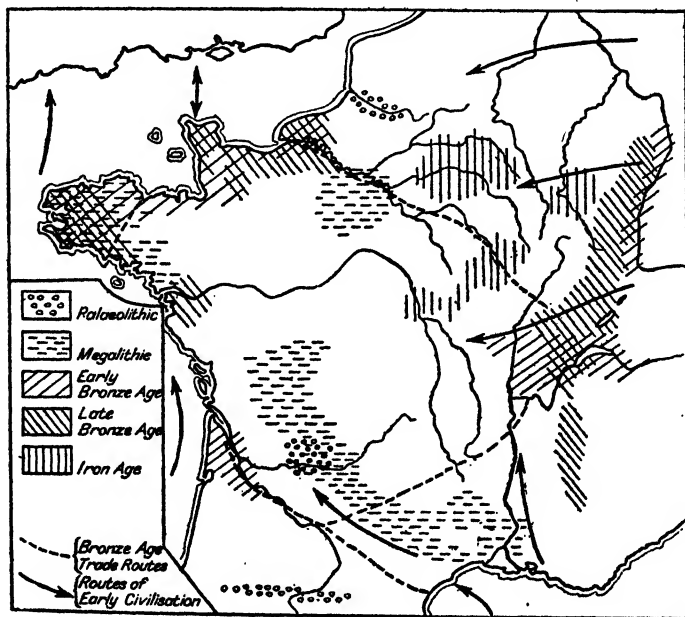 Palaeolithic
Megalithic
Early
Bronze Age
Late
Bronze Age
Iron Age
Bronze Age
Trade Routes
Routes of
Early Civilisation